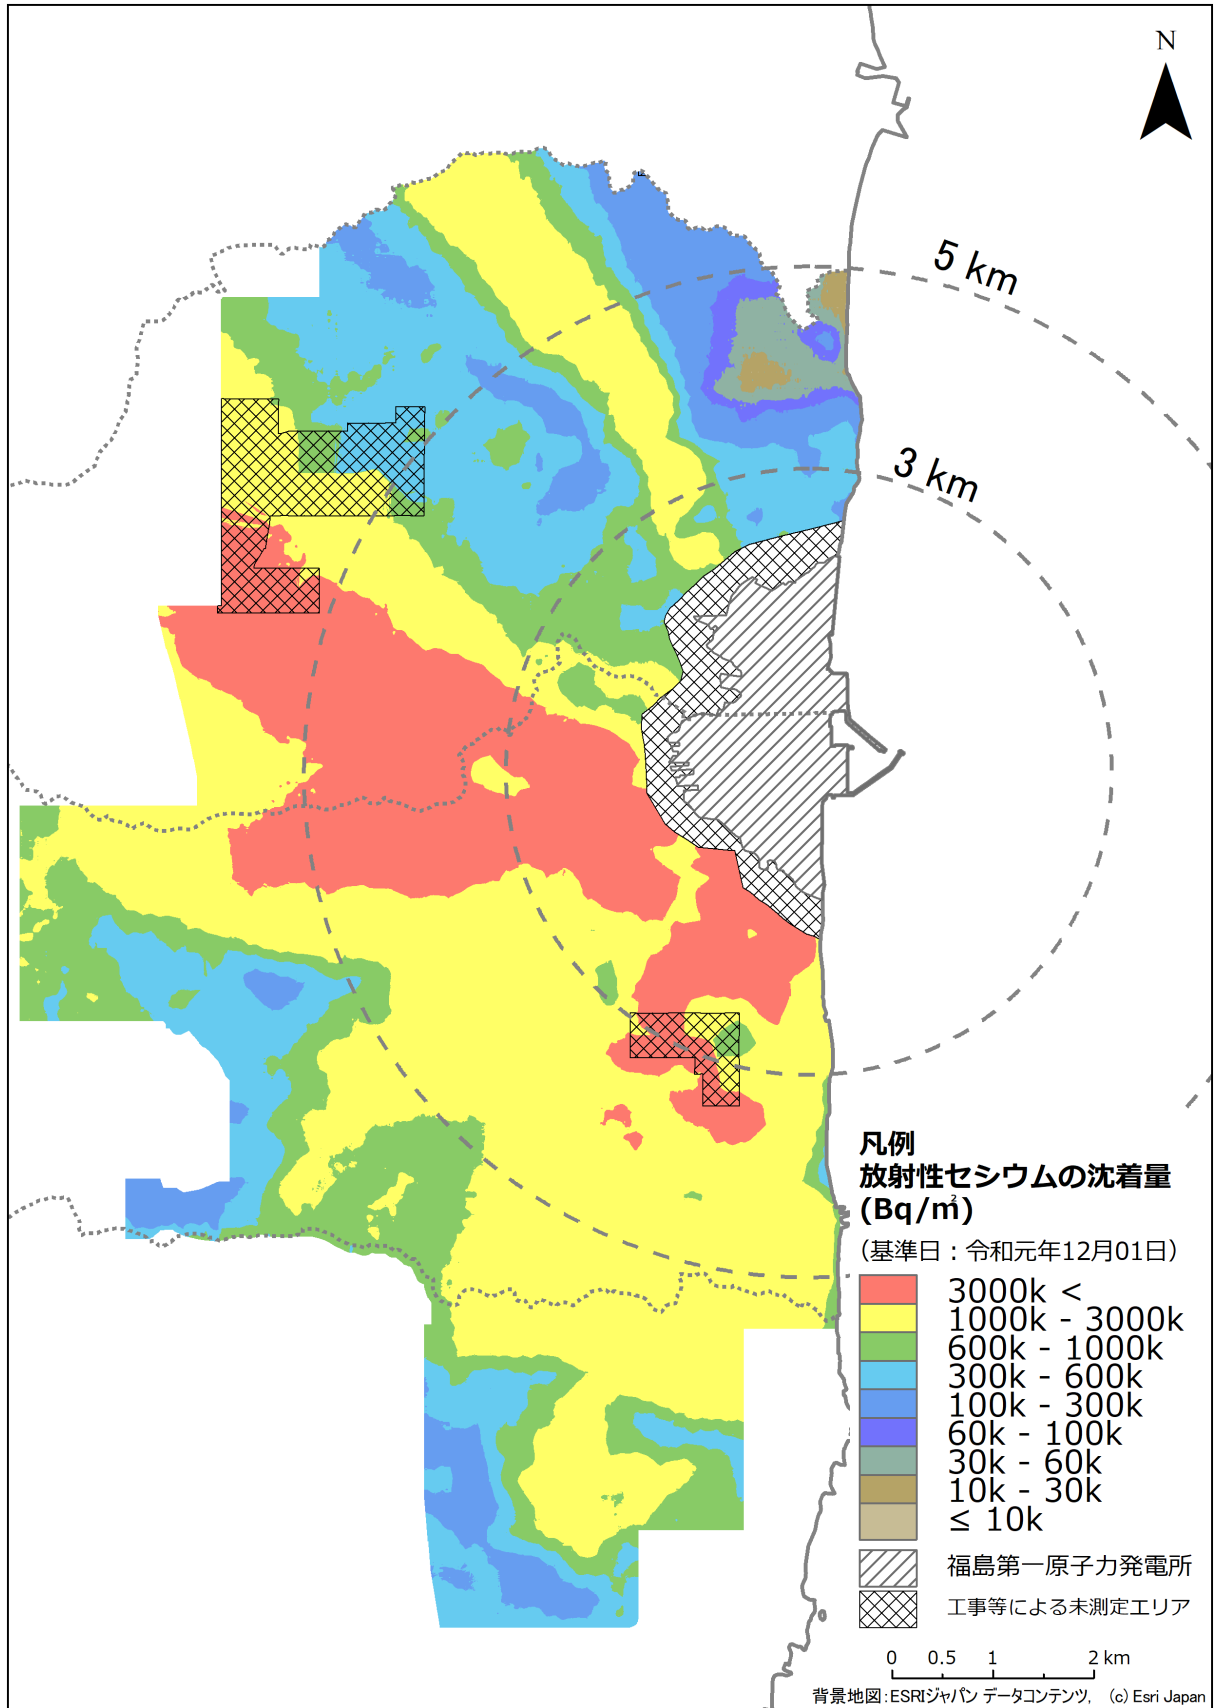 N
5 km
3 km
凡例
放射性セシウムの沈着量
(Bq/㎡)
（基準日：令和元年12月01日）
3000k <
1000k - 3000k
600k - 1000k
300k - 600k
100k - 300k
60k - 100k
30k - 60k
10k - 30k
≤ 10k
福島第一原子力発電所
工事等による未測定エリア
0 0.5 1 2 km
背景地図:ESRIジャパン データコンテンツ, (c) Esri Japan